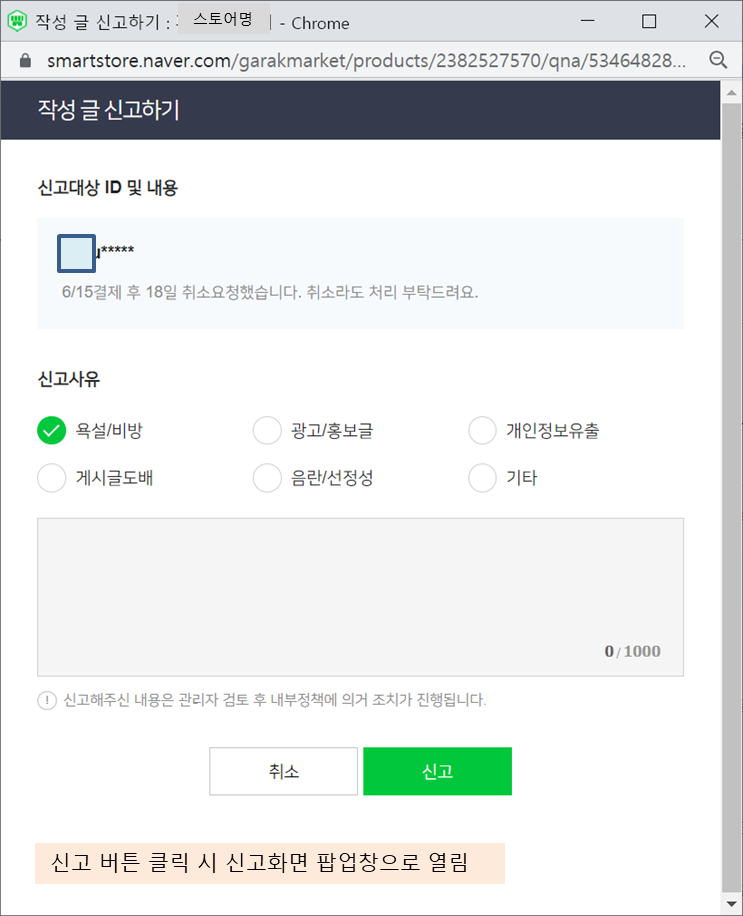 작성 글 신고하기 : 스토어명 - Chrome
smartstore.naver.com/garakmarket/products/2382527570/qna/53464828...
작성 글 신고하기
신고대상 ID 및 내용
u*****
6/15결제 후 18일 취소요청했습니다. 취소라도 처리 부탁드려요.
신고사유
욕설/비방 광고/홍보글 개인정보유출
게시글도배 음란/선정성 기타
0 / 1000
신고해주신 내용은 관리자 검토 후 내부정책에 의거 조치가 진행됩니다.
취소 신고
신고 버튼 클릭 시 신고화면 팝업창으로 열림